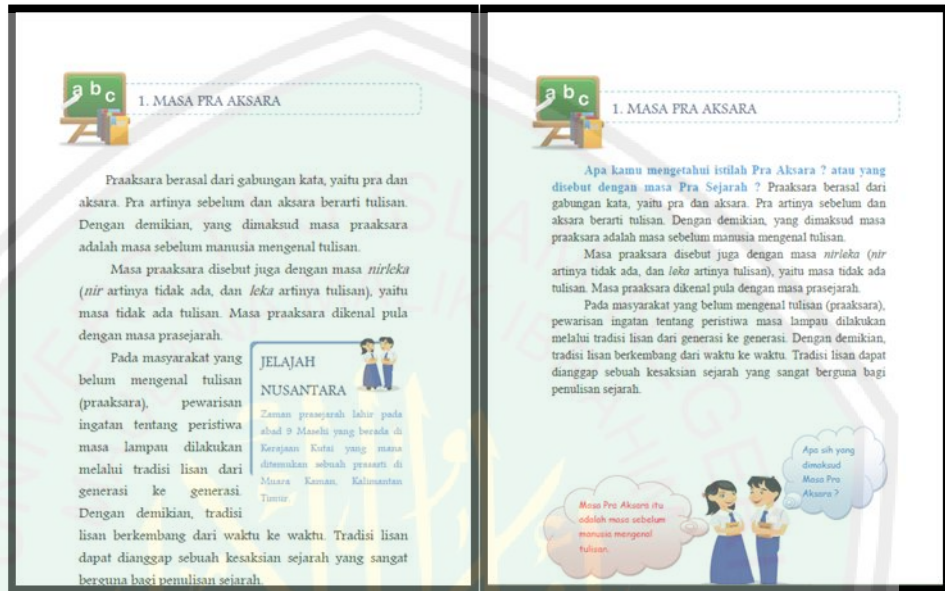 a b c
1. MASA PRA AKSARA
Praaksara berasal dari gabungan kata, yaitu pra dan
aksara. Pra artinya sebelum dan aksara berarti tulisan.
Dengan demikian, yang dimaksud masa praaksara
adalah masa sebelum manusia mengenal tulisan.
Masa praaksara disebut juga dengan masa nirleka
(nir artinya tidak ada, dan leka artinya tulisan), yaitu
masa tidak ada tulisan. Masa praaksara dikenal pula
dengan masa prasejarah.
Pada masyarakat yang
belum mengenal tulisan
(praaksara), pewarisan
ingatan tentang peristiwa
masa lampau dilakukan
melalui tradisi lisan dari
generasi ke generasi.
Dengan demikian, tradisi
lisan berkembang dari waktu ke waktu. Tradisi lisan
dapat dianggap sebuah kesaksian sejarah yang sangat
berguna bagi penulisan sejarah.
JELAJAH
NUSANTARA
Zaman prasejarah lahir pada
abad 9 Masehi yang berada di
Kerajaan Kutai yang mana
ditemukan sebuah prasasti di
Muara Kaman, Kalimantan
Timur.
a b c
1. MASA PRA AKSARA
Apa kamu mengetahui istilah Pra Aksara ? atau yang
disebut dengan masa Pra Sejarah ? Praaksara berasal dari
gabungan kata, yaitu pra dan aksara. Pra artinya sebelum dan
aksara berarti tulisan. Dengan demikian, yang dimaksud masa
praaksara adalah masa sebelum manusia mengenal tulisan.
Masa praaksara disebut juga dengan masa nirleka (nir
artinya tidak ada, dan leka artinya tulisan), yaitu masa tidak ada
tulisan. Masa praaksara dikenal pula dengan masa prasejarah.
Pada masyarakat yang belum mengenal tulisan (praaksara),
pewarisan ingatan tentang peristiwa masa lampau dilakukan
melalui tradisi lisan dari generasi ke generasi. Dengan demikian,
tradisi lisan berkembang dari waktu ke waktu. Tradisi lisan dapat
dianggap sebuah kesaksian sejarah yang sangat berguna bagi
penulisan sejarah.
Apa sih yang
dimaksud
Masa Pra
Aksara ?
Masa Pra Aksara itu
adalah masa sebelum
manusia mengenal
tulisan.